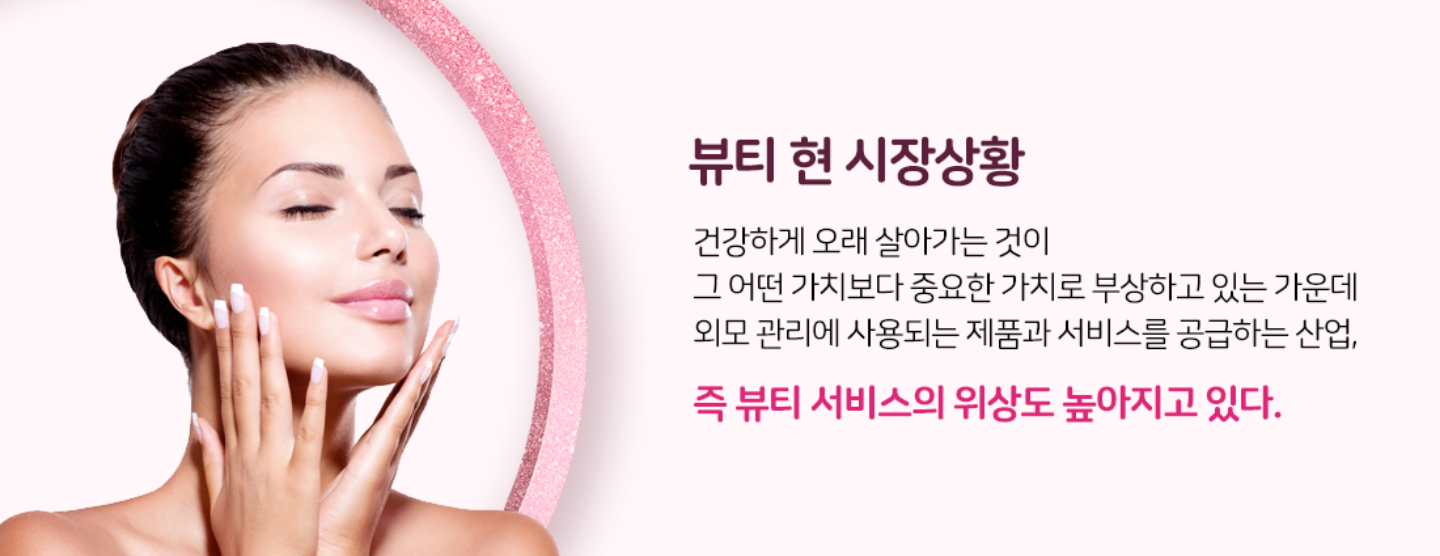 뷰티 현 시장상황
건강하게 오래 살아가는 것이
그 어떤 가치보다 중요한 가치로 부상하고 있는 가운데
외모 관리에 사용되는 제품과 서비스를 공급하는 산업,
즉 뷰티 서비스의 위상도 높아지고 있다.